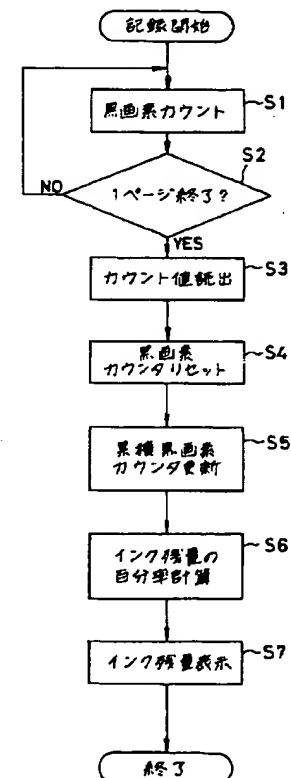 記録開始
黒画素カウント
S1
S2
1ページ終了?
NO
YES
カウント値読出
S3
黒画素
カウンタリセット
S4
累積黒画素
カウンタ更新
S5
インク残量の
百分率計算
S6
インク残量表示
S7
終了